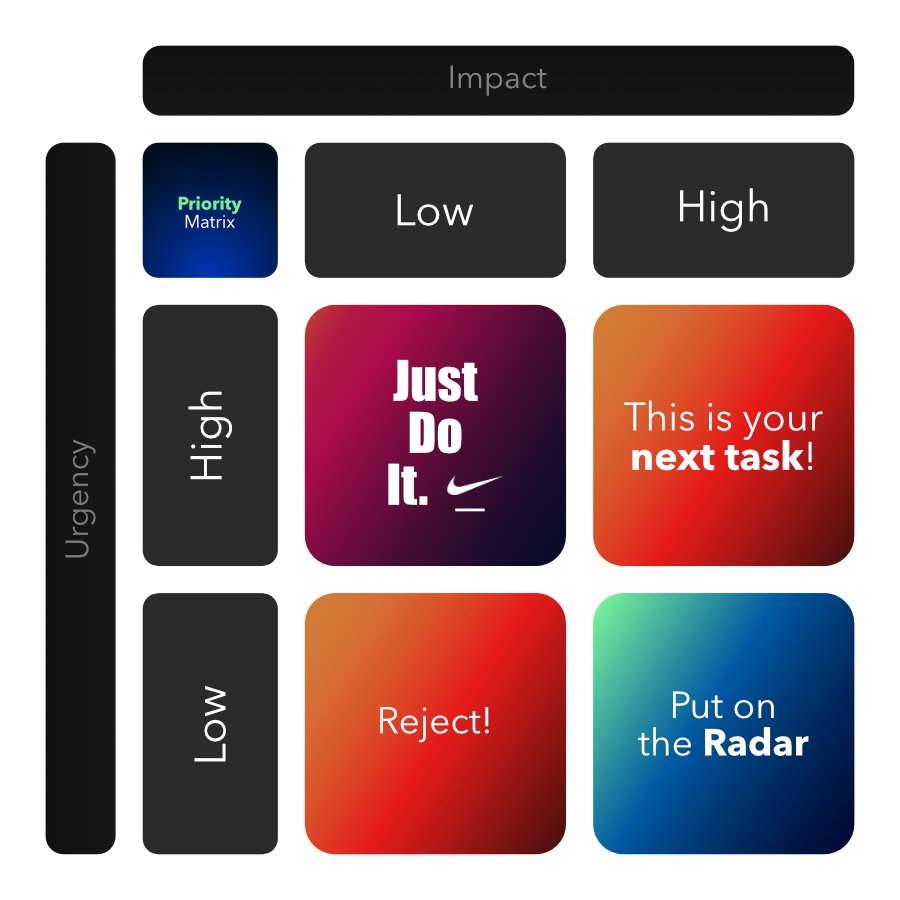 Impact
Priority
Matrix
Low
High
Urgency
High
Just
Do
It.
This is your
next task!
Low
Reject!
Put on
the Radar